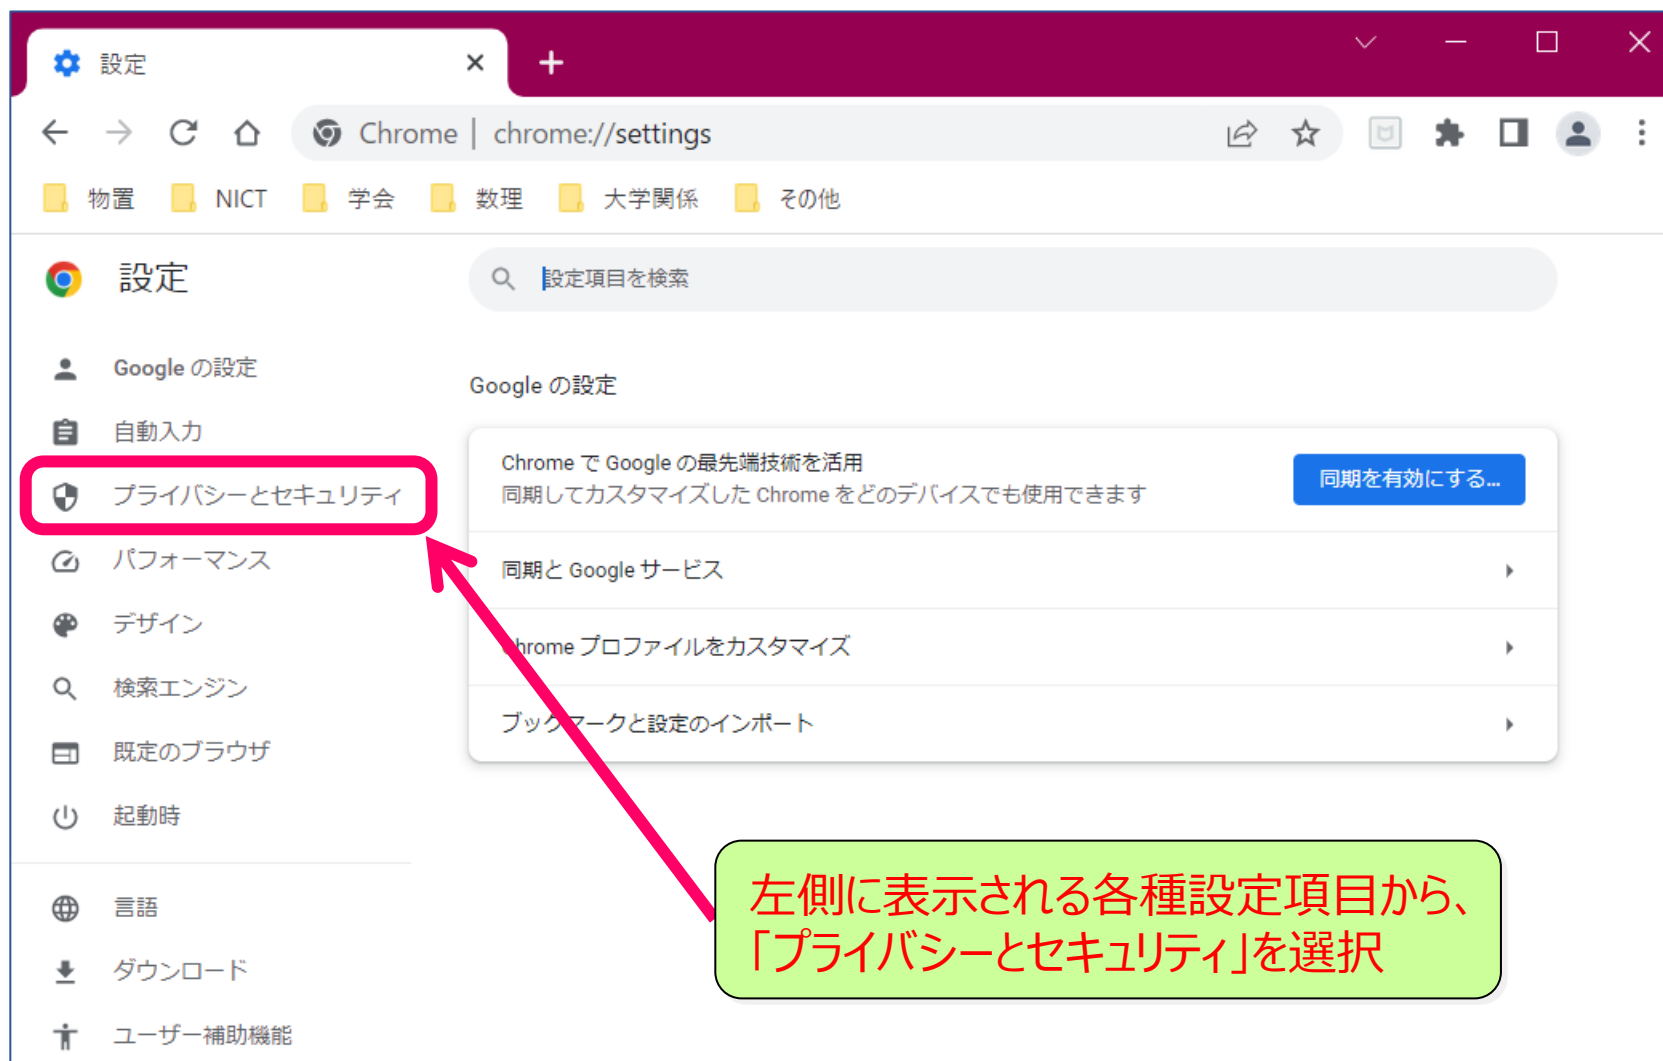 設定
Chrome | chrome://settings
物置 NICT 学会 数理 大学関係 その他
設定
設定項目を検索
Google の設定
自動入力
プライバシーとセキュリティ
パフォーマンス
デザイン
検索エンジン
既定のブラウザ
起動時
言語
ダウンロード
ユーザー補助機能
Google の設定
Chrome で Google の最先端技術を活用
同期してカスタマイズした Chrome をどのデバイスでも使用できます
同期を有効にする...
同期と Google サービス
Chrome プロファイルをカスタマイズ
ブックマークと設定のインポート
左側に表示される各種設定項目から、
「プライバシーとセキュリティ」を選択